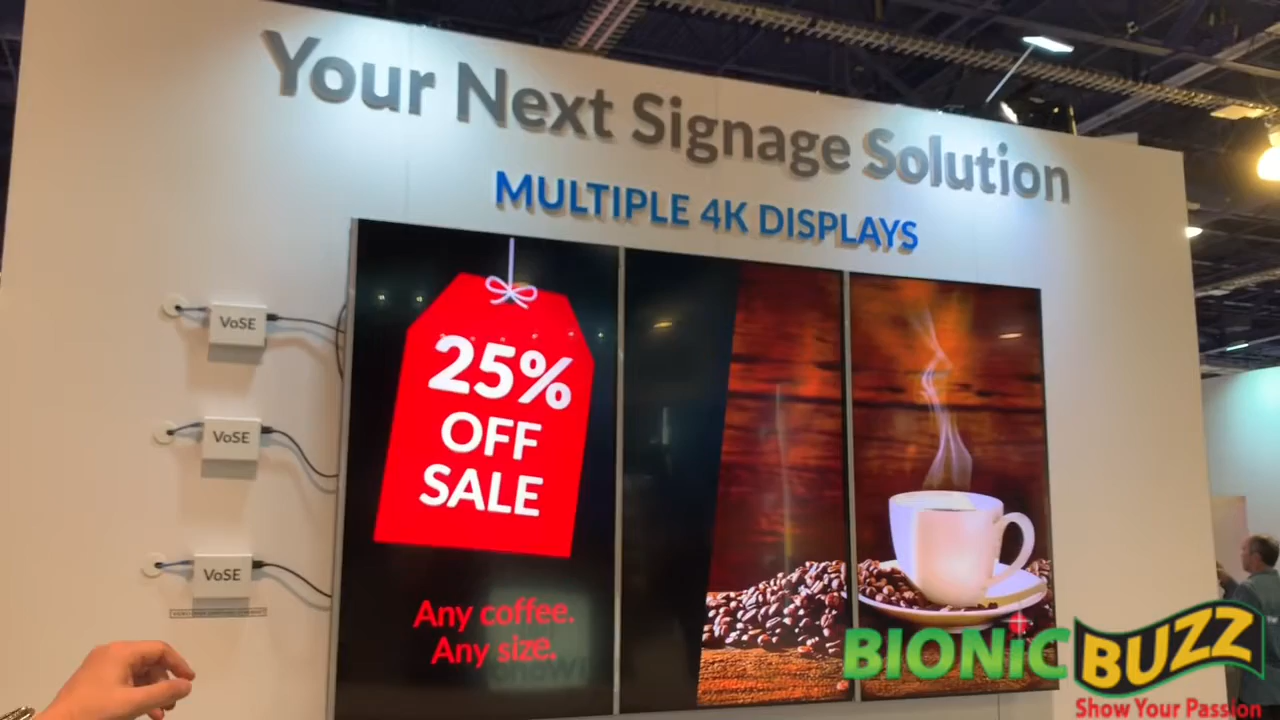 Your Next Signage Solution
MULTIPLE 4K DISPLAYS
VoSE
VoSE
VoSE
25%
OFF
SALE
Any coffee.
Any size.
BIONIC BUZZ
Show Your Passion